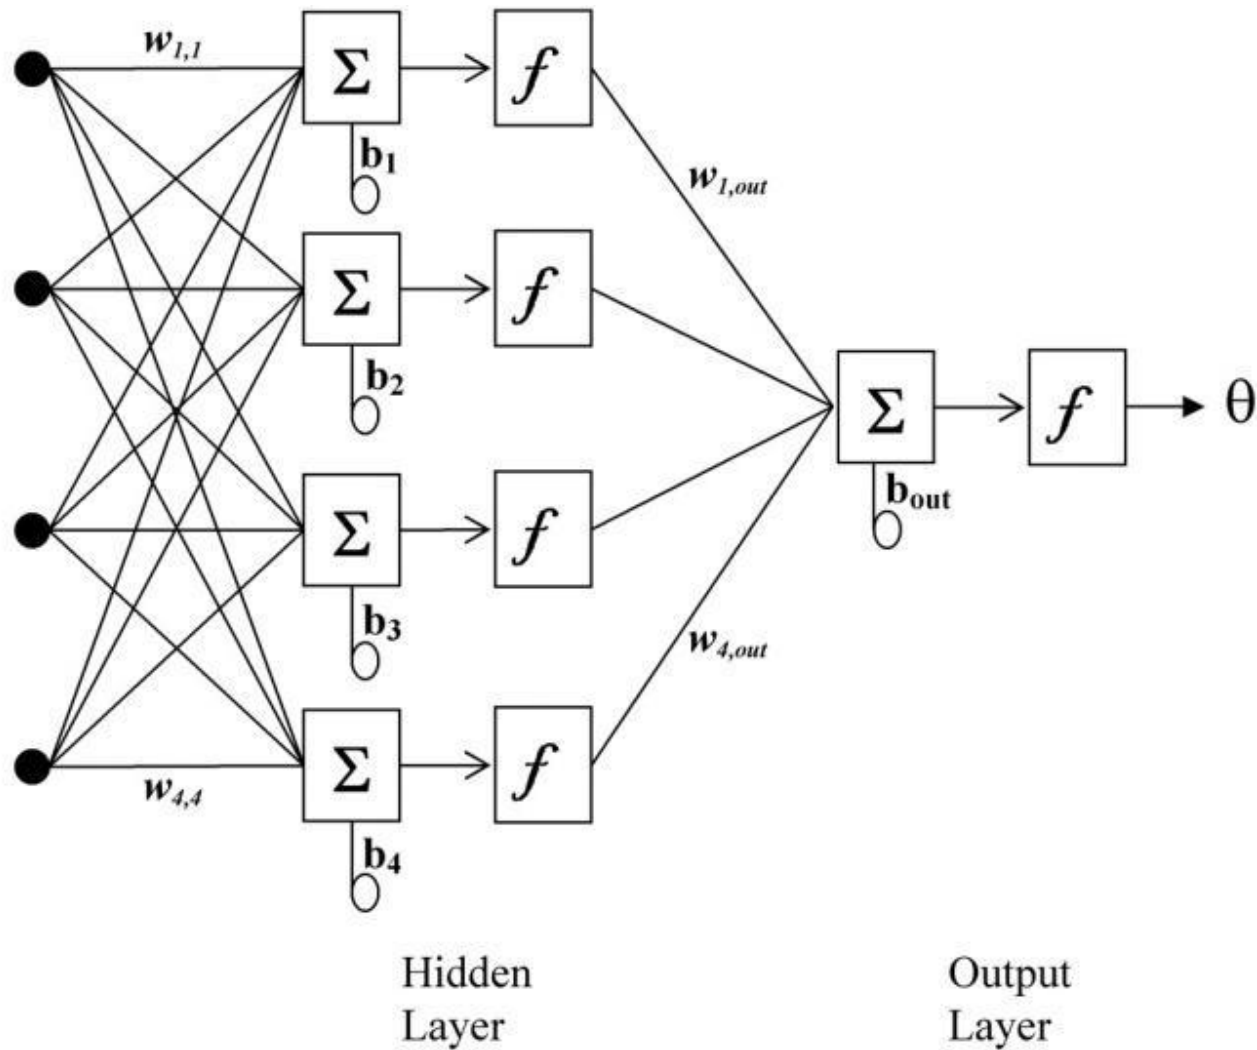 w1,1
Σ
f
b1
w1,out
Σ
f
b2
Σ
f
θ
bout
Σ
f
b3
w4,out
w4,4
Σ
f
b4
Hidden
Layer
Output
Layer